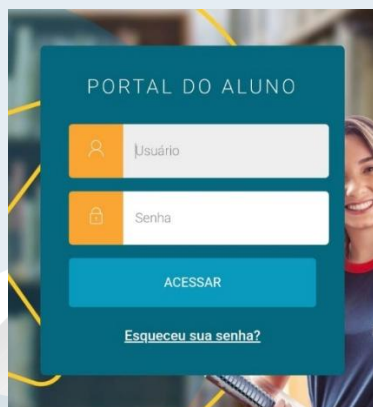 PORTAL DO ALUNO
Usuário
Senha
ACESSAR
Esqueceu sua senha?